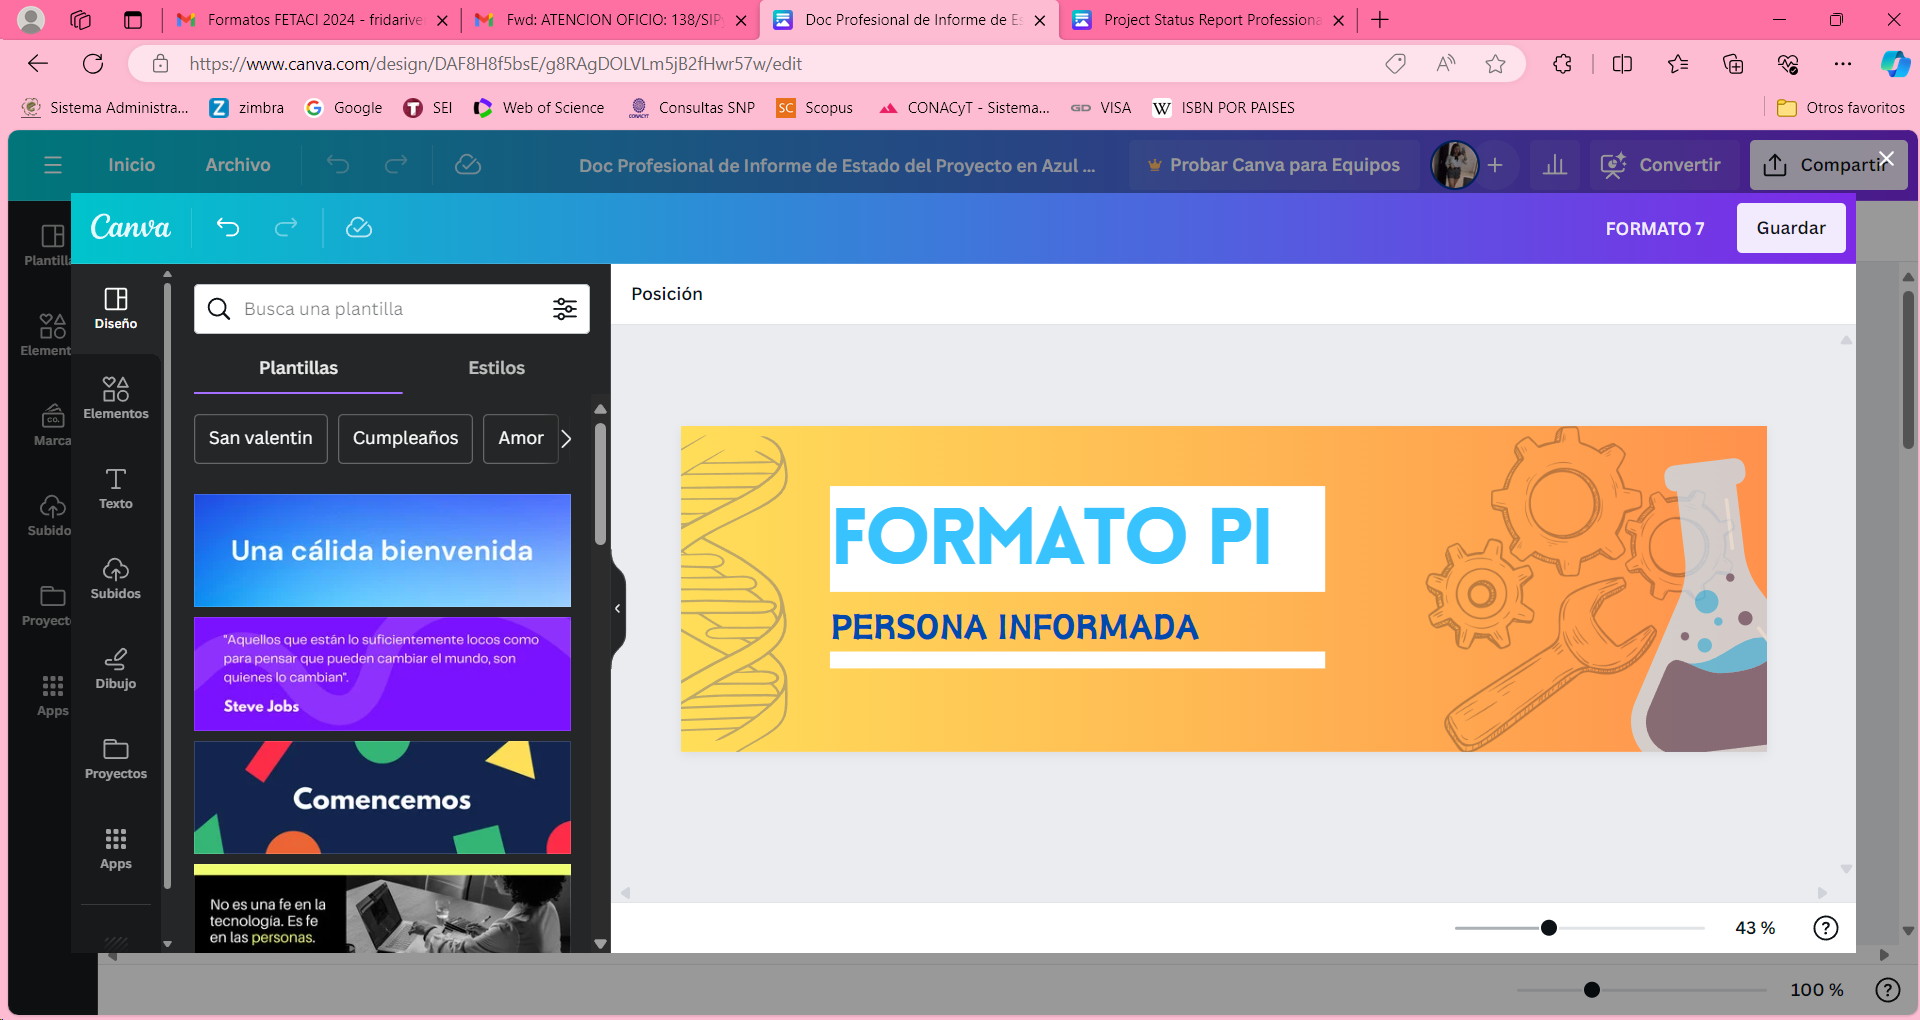 Formatos FETACI 2024 - fridarive
Fwd: ATENCION OFICIO: 138/SIP
Doc Profesional de Informe de Es
Project Status Report Professiona
https://www.canva.com/design/DAF8H8f5bsE/g8RAgDOLVLm5jB2fHwr57w/edit
Sistema Administra...
zimbra
Google
SEI
Web of Science
Consultas SNP
Scopus
CONACyT - Sistema...
VISA
ISBN POR PAISES
Otros favoritos
Inicio
Archivo
Doc Profesional de Informe de Estado del Proyecto en Azul ...
Probar Canva para Equipos
Convertir
Compartir
Canva
FORMATO 7
Guardar
Plantilla
Element
Marca
Subido
Proyect
Apps
Diseño
Elementos
Texto
Subidos
Dibujo
Proyectos
Apps
Busca una plantilla
Plantillas
Estilos
San valentin
Cumpleaños
Amor
Una cálida bienvenida
"Aquellos que están lo suficientemente locos como
para pensar que pueden cambiar el mundo, son
quienes lo cambian".
Steve Jobs
Comencemos
No es una fe en la
tecnología. Es fe
en las personas.
Posición
FORMATO PI
PERSONA INFORMADA
43 %
100 %